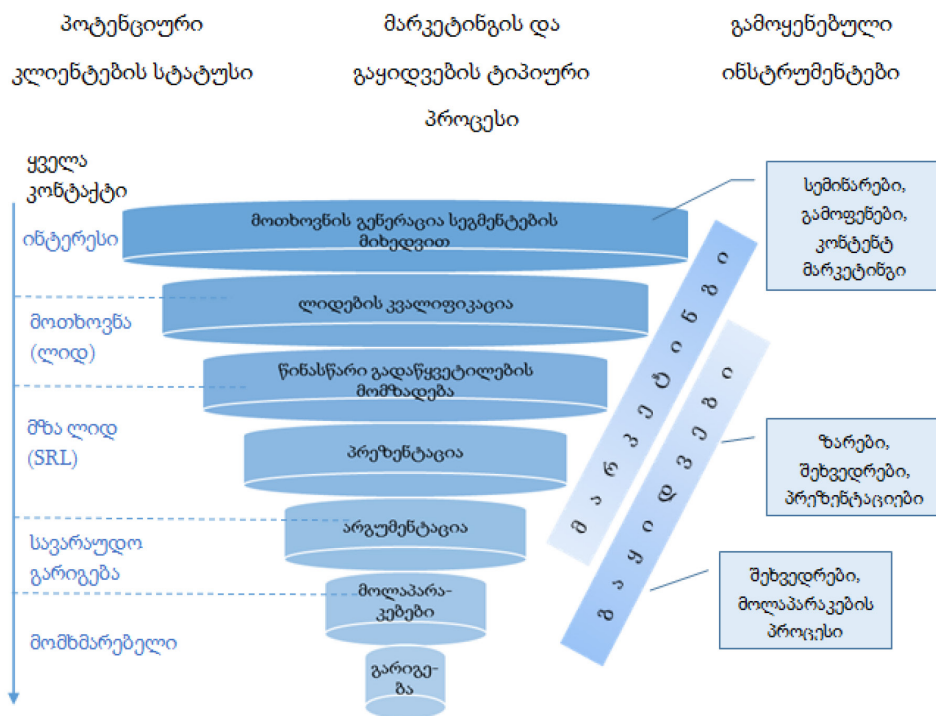 პოტენციური
კლიენტების სტატუსი
მარკეტინგის და
გაყიდვების ტიპიური
პროცესი
გამოყენებული
ინსტრუმენტები
ყველა
კონტაქტი
ინტერესი
მოთხოვნა
(ლიდ)
მზა ლიდ
(SRL)
სავარაუდო
გარიგება
მომხმარებელი
მოთხოვნის გენერაცია სეგმენტების
მიხედვით
ლიდების კვალიფიკაცია
წინასწარი გადაწყვეტილების
მომზადება
პრეზენტაცია
არგუმენტაცია
მოლაპარა-
კებები
გარიგე-
ბა
მარკეტინგი
გაყიდვები
სემინარები,
გამოფენები,
კონტენტ
მარკეტინგი
ზარები,
შეხვედრები,
პრეზენტაციები
შეხვედრები,
მოლაპარაკების
პროცესი